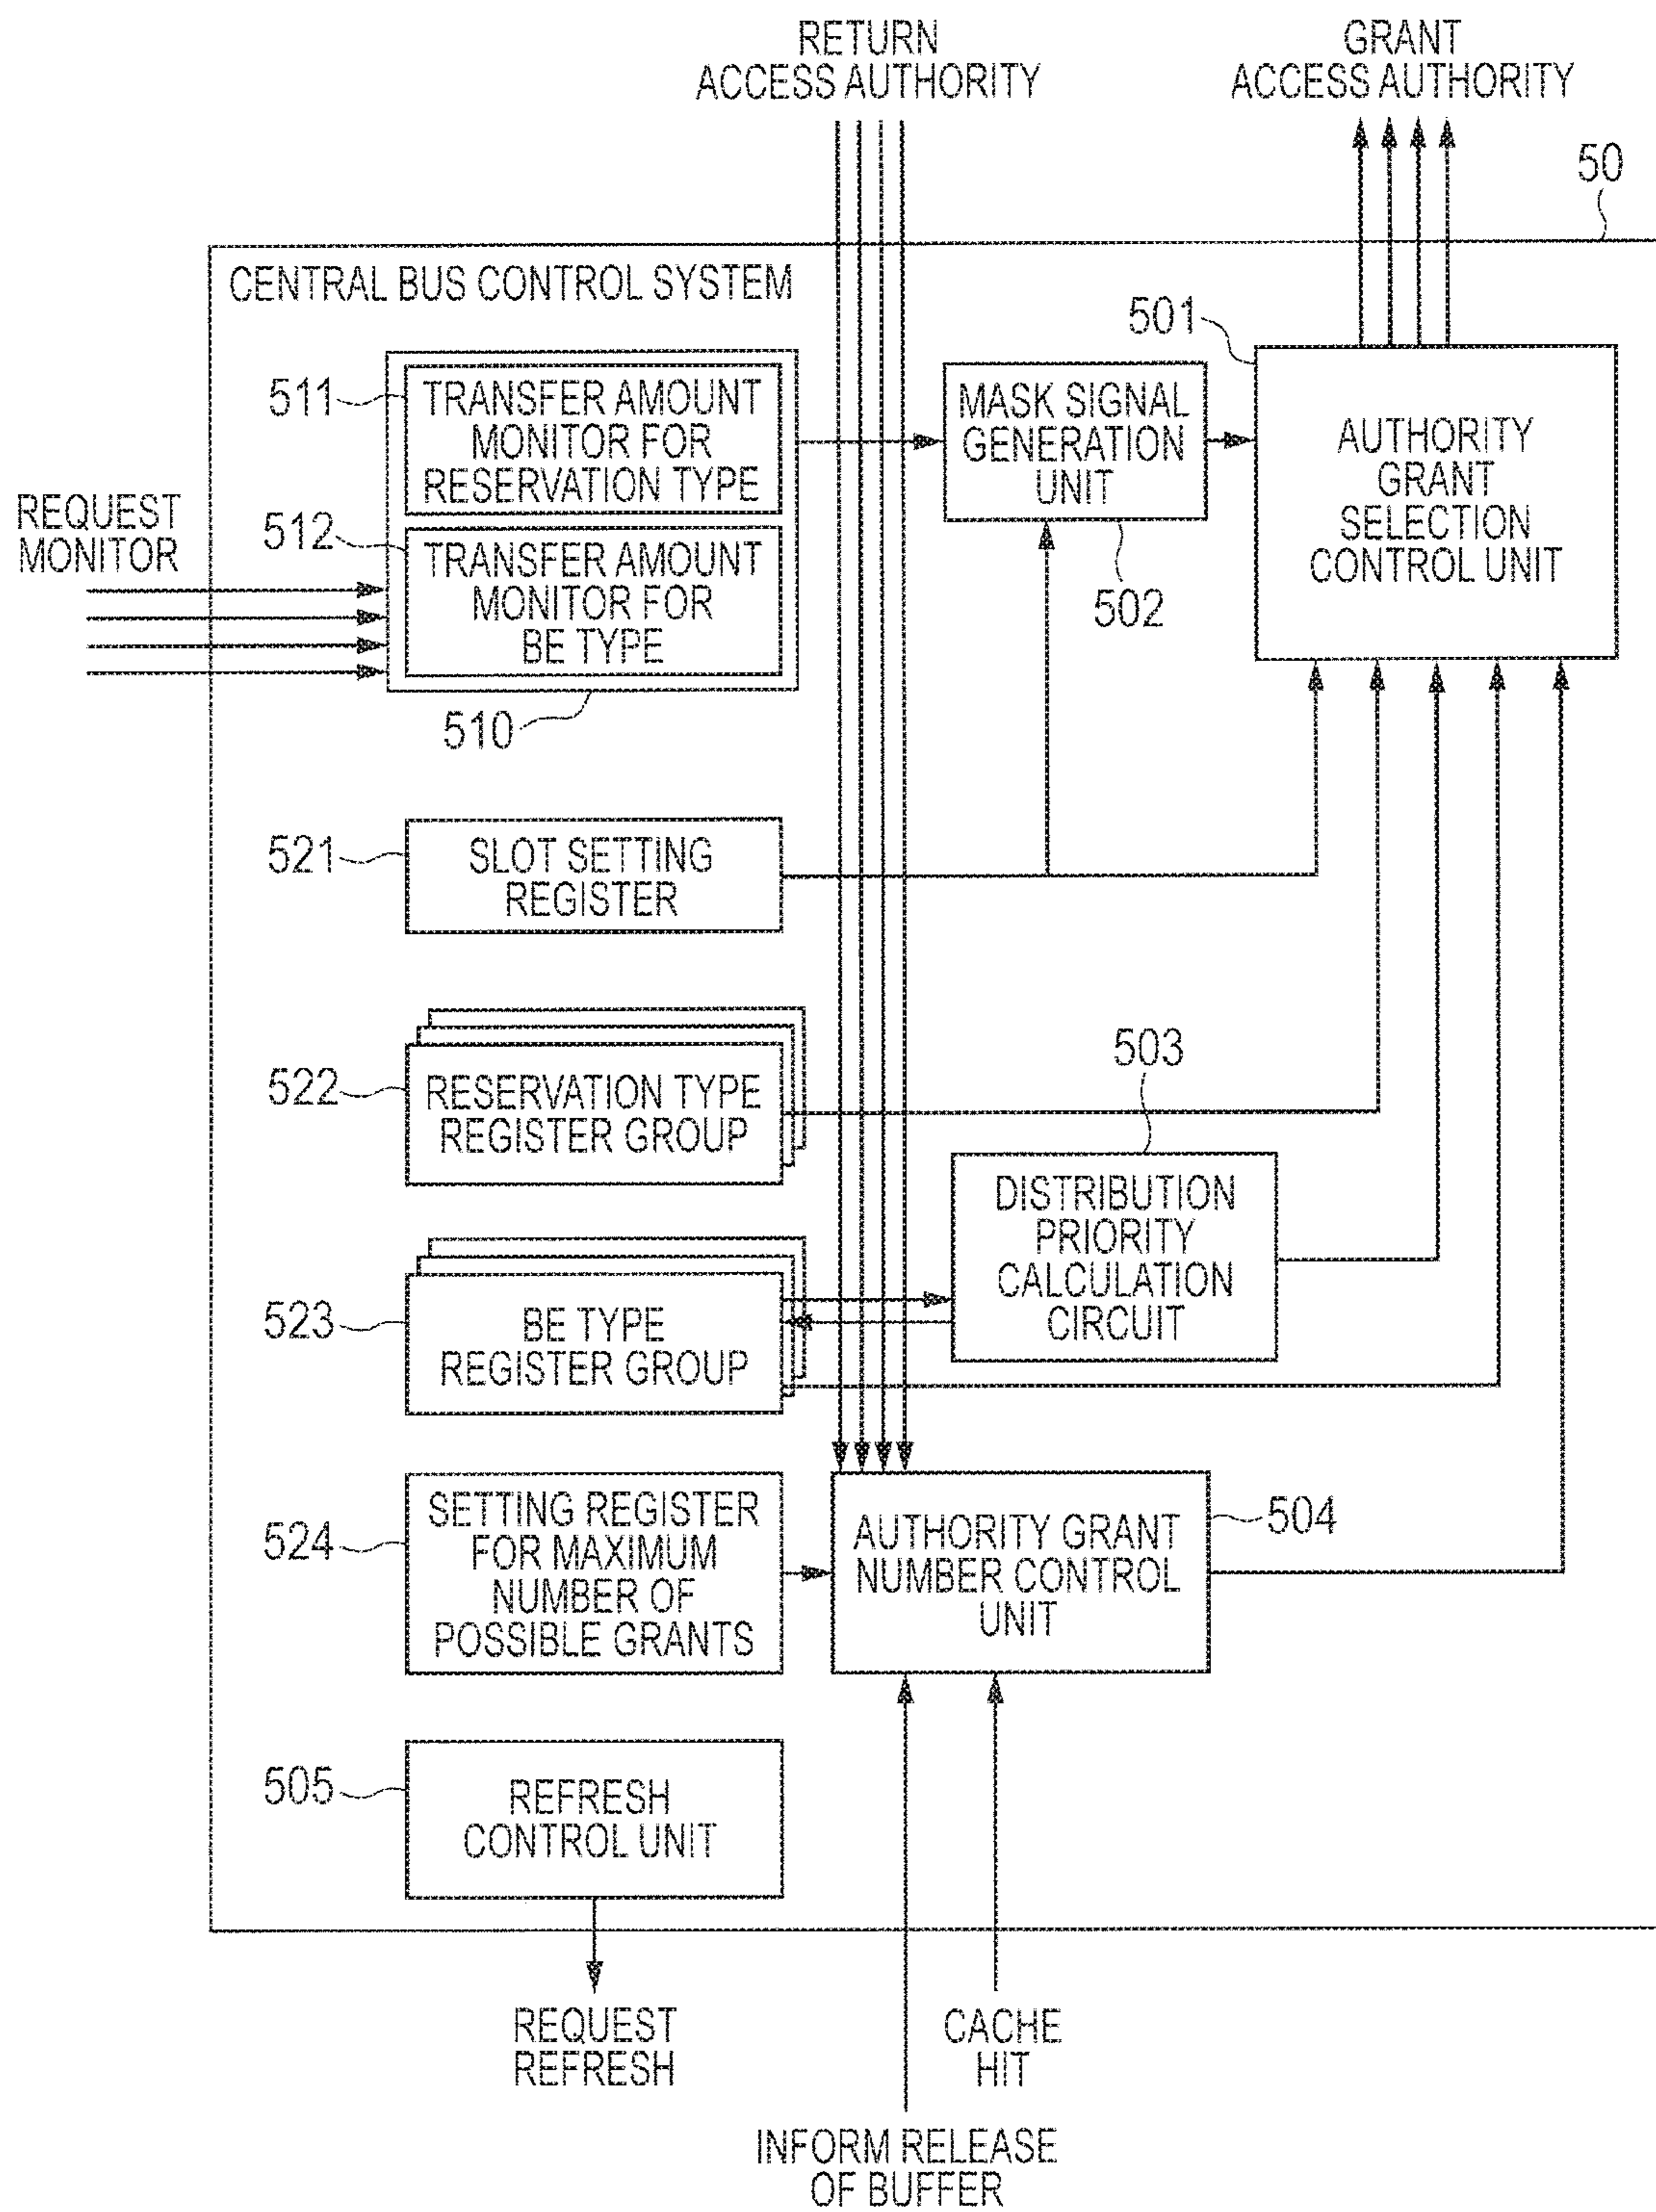 RETURN
ACCESS AUTHORITY
GRANT
ACCESS AUTHORITY
50
CENTRAL BUS CONTROL SYSTEM
501
511
TRANSFER AMOUNT
MONITOR FOR
RESERVATION TYPE
MASK SIGNAL
GENERATION
UNIT
AUTHORITY
GRANT
SELECTION
CONTROL UNIT
REQUEST
MONITOR
512
TRANSFER AMOUNT
MONITOR FOR
BE TYPE
502
510
521
SLOT SETTING
REGISTER
503
522
RESERVATION TYPE
REGISTER GROUP
DISTRIBUTION
PRIORITY
CALCULATION
CIRCUIT
523
BE TYPE
REGISTER GROUP
524
SETTING REGISTER
FOR MAXIMUM
NUMBER OF
POSSIBLE GRANTS
AUTHORITY GRANT
NUMBER CONTROL
UNIT
504
505
REFRESH
CONTROL UNIT
REQUEST
REFRESH
CACHE
HIT
INFORM RELEASE
OF BUFFER